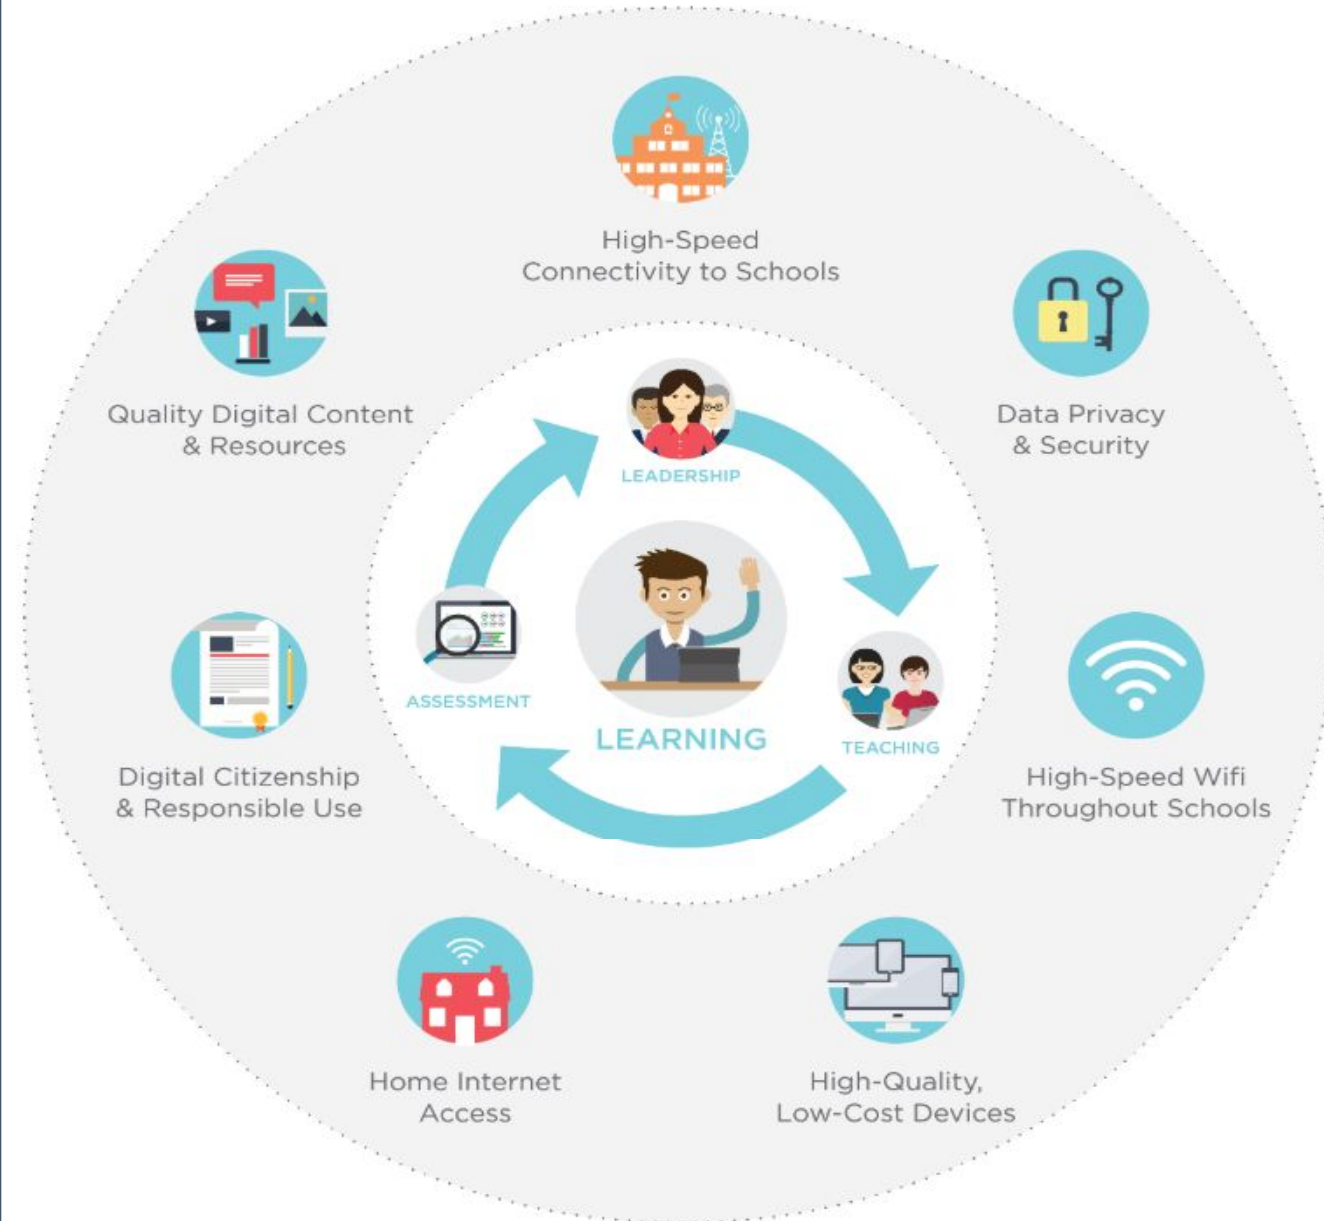 High-Speed
Connectivity to Schools
Quality Digital Content
& Resources
Data Privacy
& Security
LEADERSHIP
ASSESSMENT
LEARNING
TEACHING
Digital Citizenship
& Responsible Use
High-Speed Wifi
Throughout Schools
Home Internet
Access
High-Quality,
Low-Cost Devices